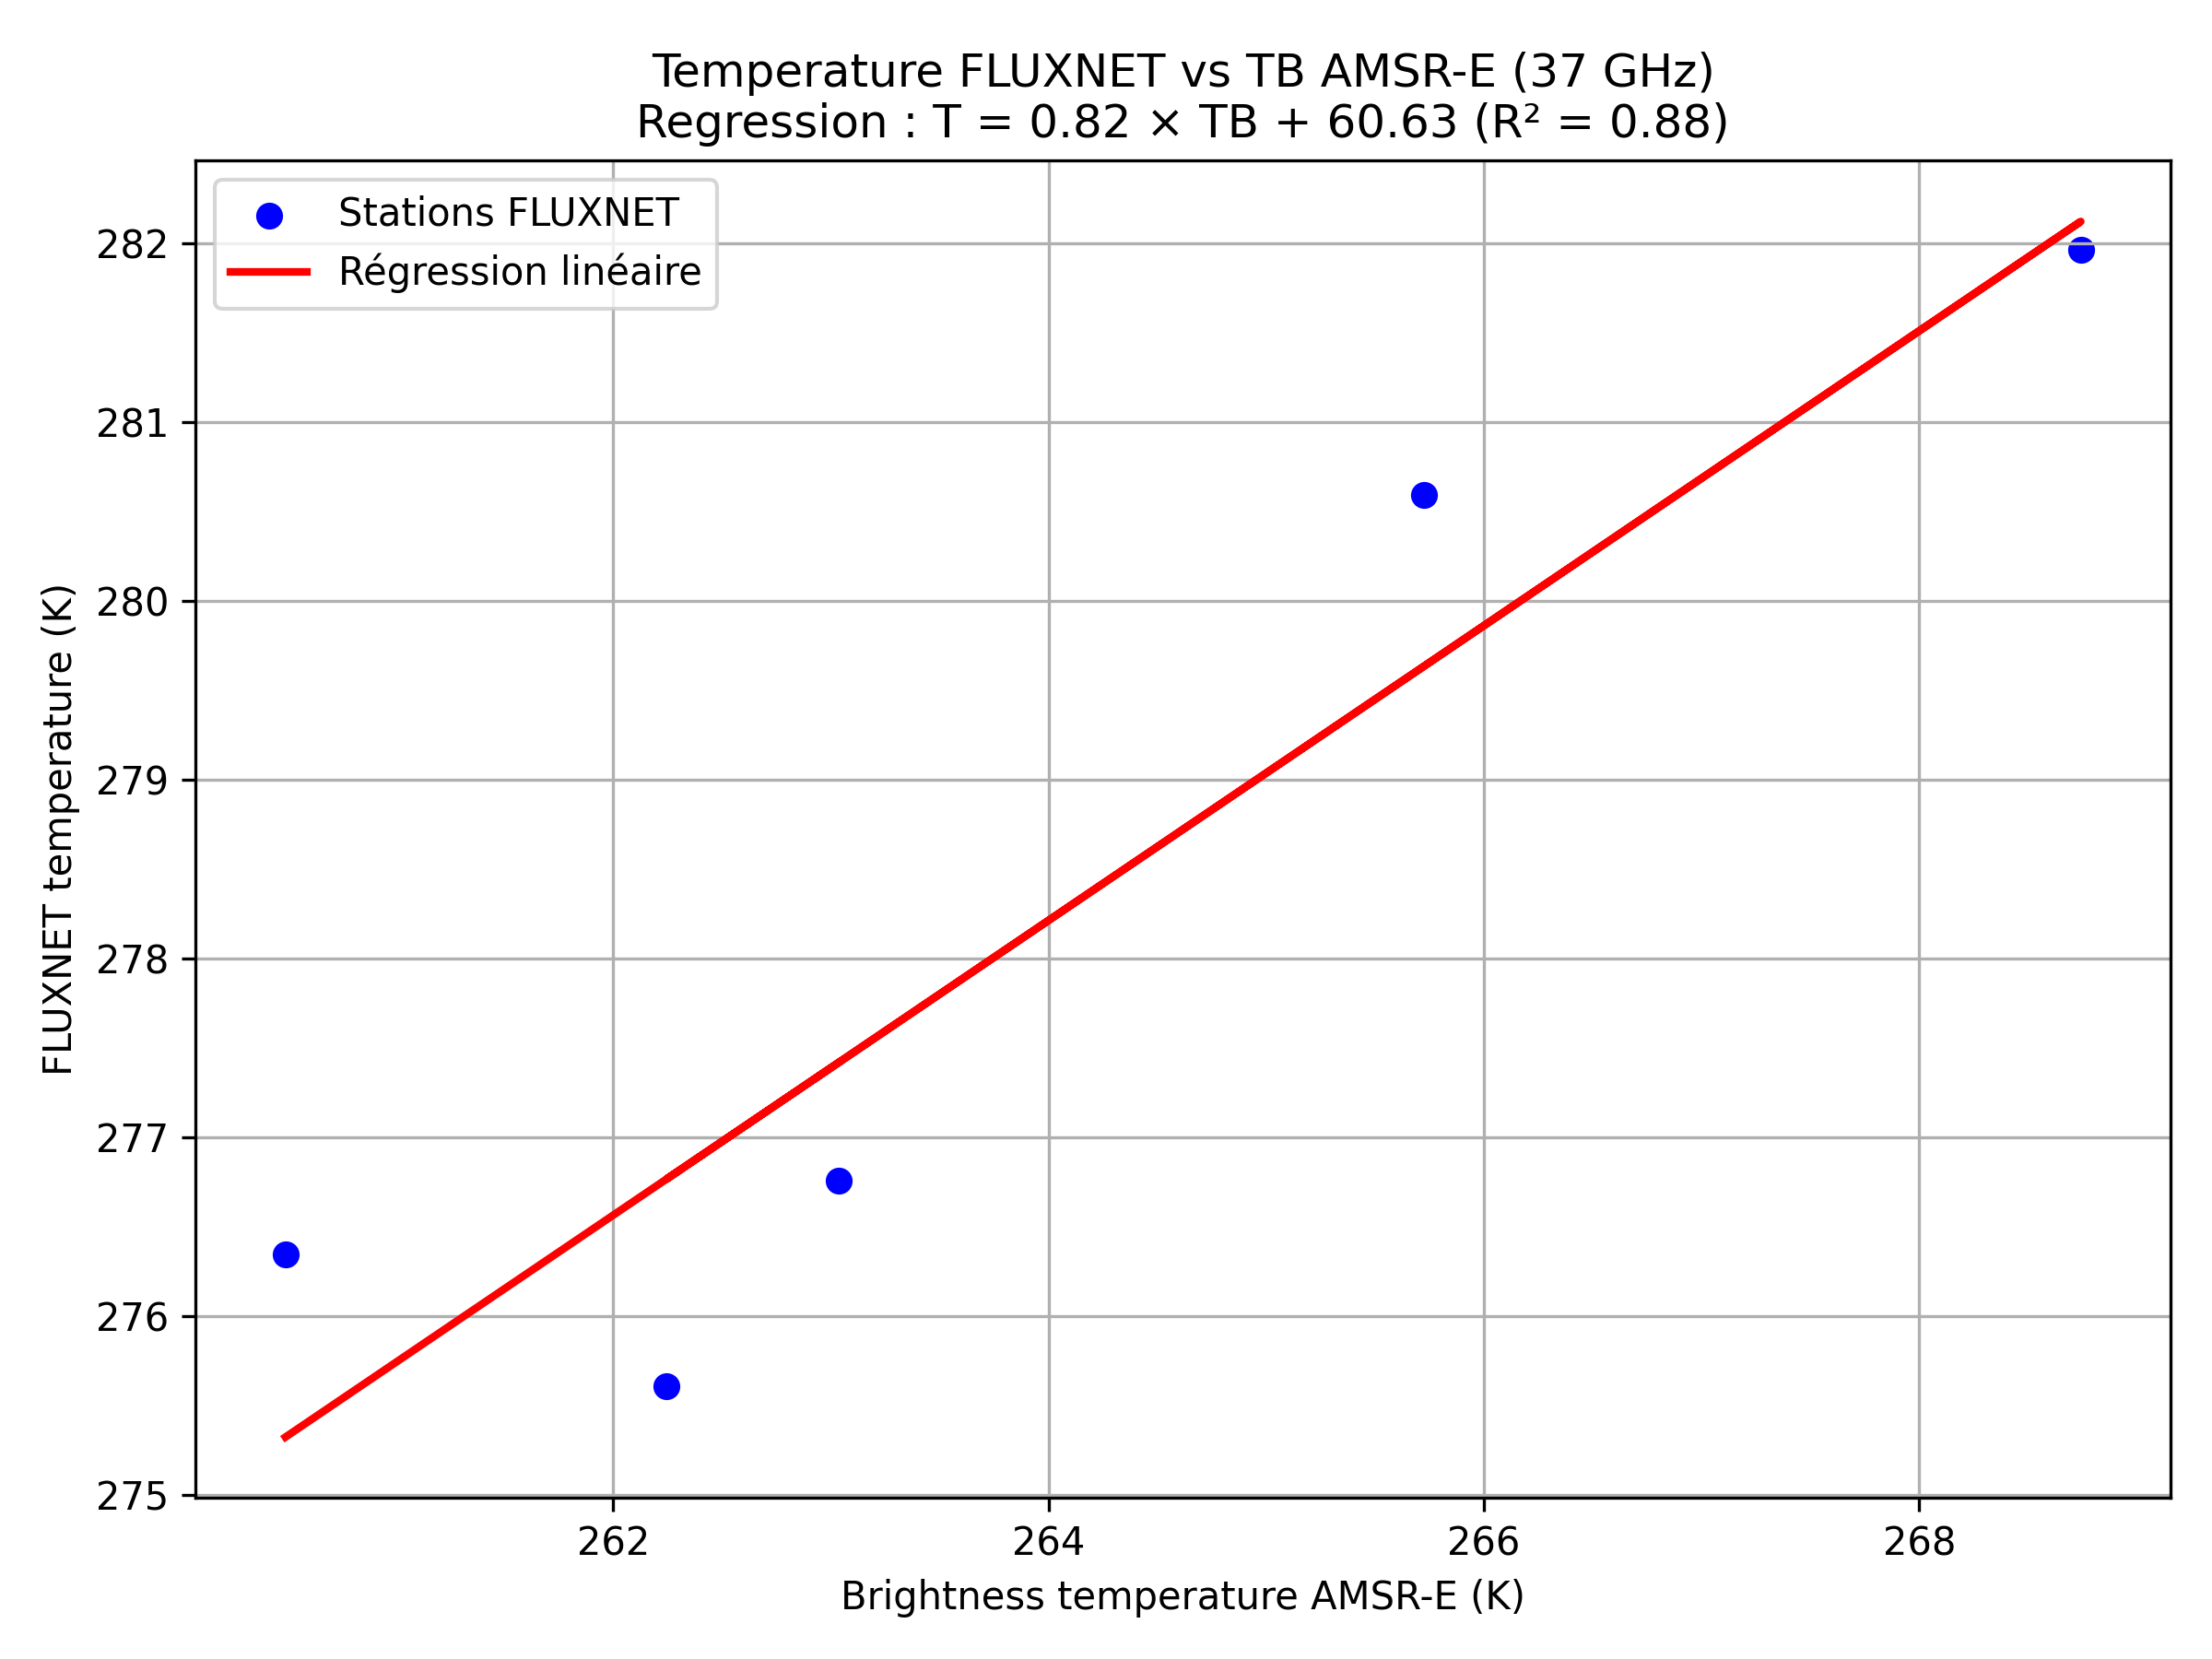 Temperature FLUXNET vs TB AMSR-E (37 GHz)
Regression : T = 0.82 × TB + 60.63 (R² = 0.88)
Stations FLUXNET
Régression linéaire
282
281
280
279
278
277
276
275
FLUXNET temperature (K)
262 264 266 268
Brightness temperature AMSR-E (K)